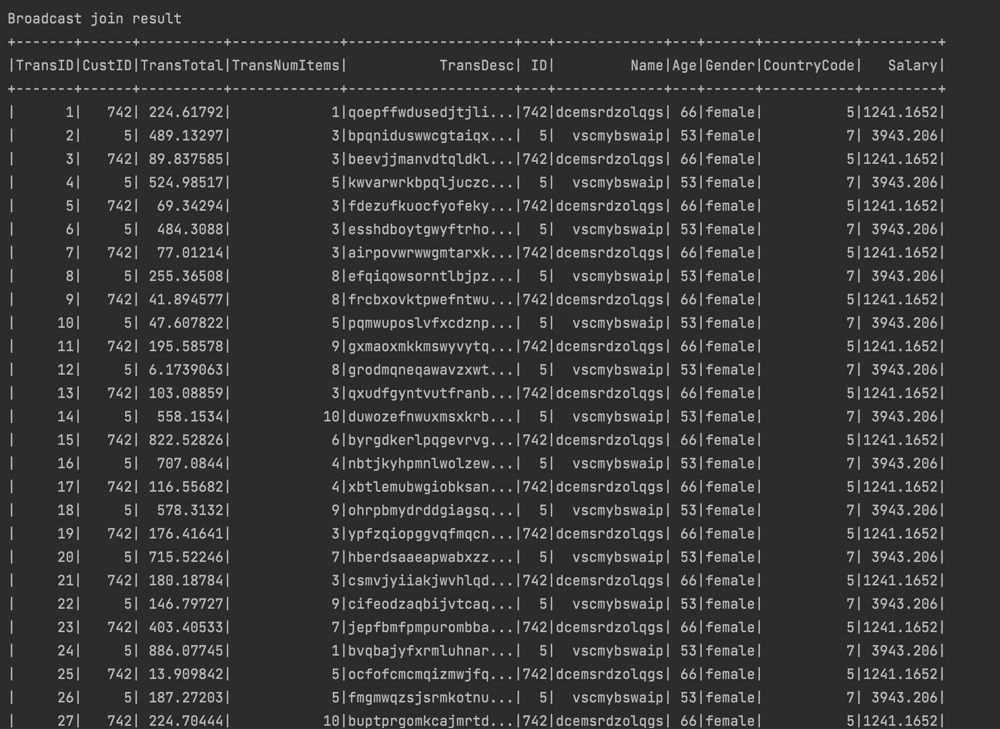 Broadcast join result
+-------+------+----------+-------------+--------------------+---+-------------+---+------+-----------+---------+
|TransID|CustID|TransTotal|TransNumItems|           TransDesc| ID|         Name|Age|Gender|CountryCode|   Salary|
+-------+------+----------+-------------+--------------------+---+-------------+---+------+-----------+---------+
|      1|   742| 224.61792|            1|qoepffwdusedjtjli...|742|dcemsrdzolqgs| 66|female|          5|1241.1652|
|      2|     5| 489.13297|            3|bpqniduswwcgtaiqx...|  5|  vscmybswaip| 53|female|          7| 3943.206|
|      3|   742| 89.837585|            3|beevjjmanvdtqldkl...|742|dcemsrdzolqgs| 66|female|          5|1241.1652|
|      4|     5| 524.98517|            5|kwvarwrkbpqljuczc...|  5|  vscmybswaip| 53|female|          7| 3943.206|
|      5|   742|  69.34294|            3|fdezufkuocfyofeky...|742|dcemsrdzolqgs| 66|female|          5|1241.1652|
|      6|     5|  484.3088|            3|esshdboytgwyftrho...|  5|  vscmybswaip| 53|female|          7| 3943.206|
|      7|   742|  77.01214|            3|airpovwrwwgmtarxk...|742|dcemsrdzolqgs| 66|female|          5|1241.1652|
|      8|     5| 255.36508|            8|efqiqowsorntlbjpz...|  5|  vscmybswaip| 53|female|          7| 3943.206|
|      9|   742| 41.894577|            8|frcbxovktpwefntwu...|742|dcemsrdzolqgs| 66|female|          5|1241.1652|
|     10|     5| 47.607822|            5|pqmwuposlvfxcdznp...|  5|  vscmybswaip| 53|female|          7| 3943.206|
|     11|   742| 195.58578|            9|gxmaoxmkkmswyvytq...|742|dcemsrdzolqgs| 66|female|          5|1241.1652|
|     12|     5| 6.1739063|            8|grodmqneqawavzxwt...|  5|  vscmybswaip| 53|female|          7| 3943.206|
|     13|   742| 103.08859|            3|qxudfgyntvutfranb...|742|dcemsrdzolqgs| 66|female|          5|1241.1652|
|     14|     5|  558.1534|           10|duwozefnwuxmsxkrb...|  5|  vscmybswaip| 53|female|          7| 3943.206|
|     15|   742| 822.52826|            6|byrgdkerlpqgevrvg...|742|dcemsrdzolqgs| 66|female|          5|1241.1652|
|     16|     5|  707.0844|            4|nbtjkyhpmnlwolzew...|  5|  vscmybswaip| 53|female|          7| 3943.206|
|     17|   742| 116.55682|            4|xbtlemubwgiobksan...|742|dcemsrdzolqgs| 66|female|          5|1241.1652|
|     18|     5|  578.3132|            9|ohrpbmydrddgiagsq...|  5|  vscmybswaip| 53|female|          7| 3943.206|
|     19|   742| 176.41641|            3|ypfzqiopggvqfmqcn...|742|dcemsrdzolqgs| 66|female|          5|1241.1652|
|     20|     5| 715.52246|            7|hberdsaaeapwabxzz...|  5|  vscmybswaip| 53|female|          7| 3943.206|
|     21|   742| 180.18784|            3|csmvjyiiakjwvhlqd...|742|dcemsrdzolqgs| 66|female|          5|1241.1652|
|     22|     5| 146.79727|            9|cifeodzaqbijvtcaq...|  5|  vscmybswaip| 53|female|          7| 3943.206|
|     23|   742| 403.40533|            7|jepfbmfpmpurombba...|742|dcemsrdzolqgs| 66|female|          5|1241.1652|
|     24|     5| 886.07745|            1|bvqbajyfxrmluhnar...|  5|  vscmybswaip| 53|female|          7| 3943.206|
|     25|   742| 13.909842|            5|ocfofcmcmqizmwjfq...|742|dcemsrdzolqgs| 66|female|          5|1241.1652|
|     26|     5| 187.27203|            5|fmgmwqzsjsrmkotnu...|  5|  vscmybswaip| 53|female|          7| 3943.206|
|     27|   742| 224.70444|           10|buptprgomkcajmrtd...|742|dcemsrdzolqgs| 66|female|          5|1241.1652|